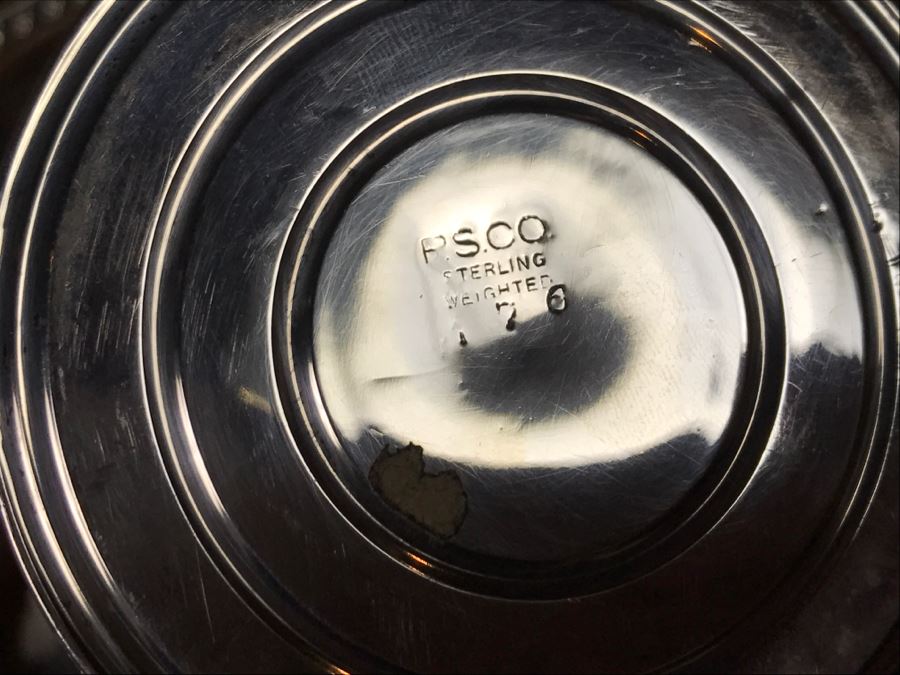 P.S.CO.
STERLING
WEIGHTED
176